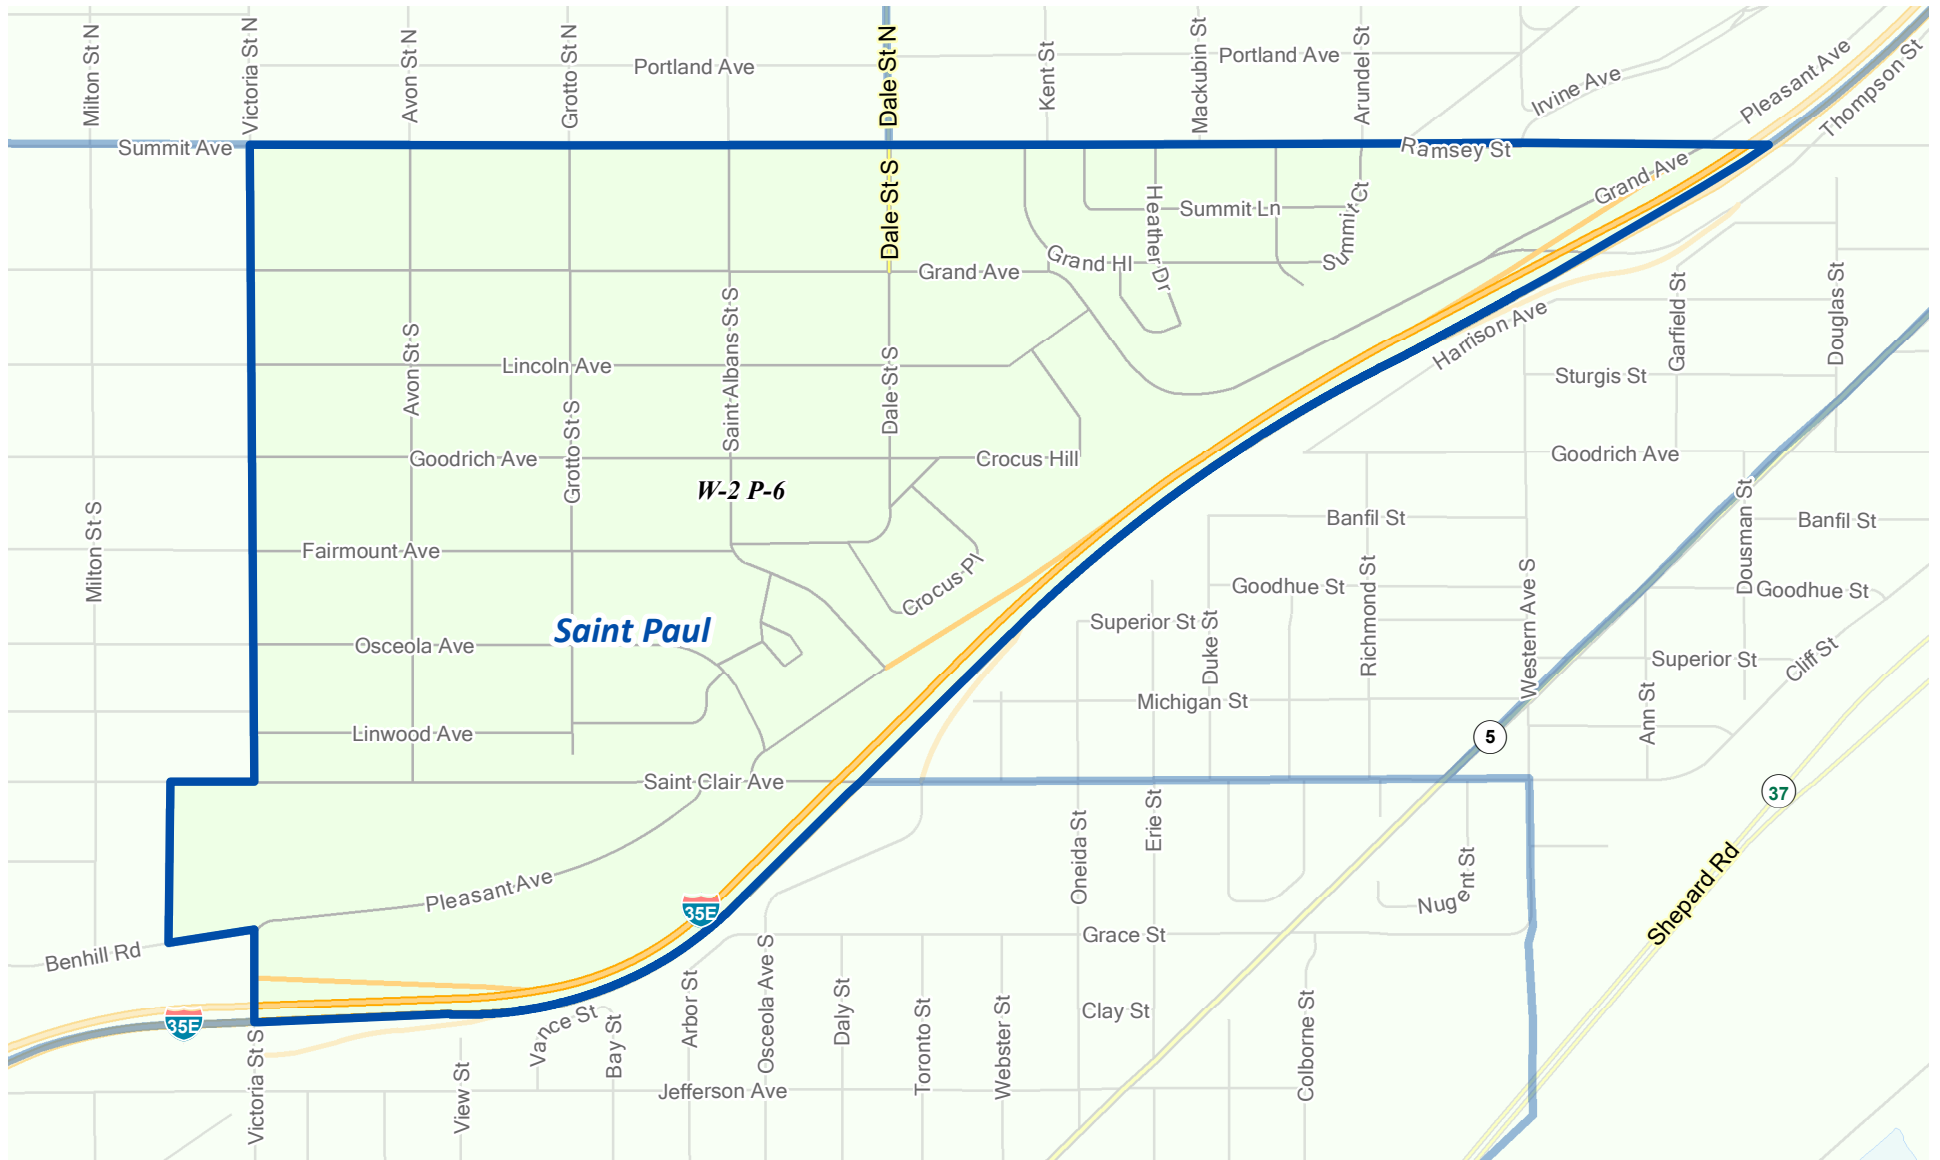 Milton St N
Victoria St N
Avon St N
Grotto St N
Portland Ave
Dale St N
Kent St
Mackubin St
Portland Ave
Arundel St
Irvine Ave
Pleasant Ave
Thompson St
Summit Ave
Ramsey St
Grand Ave
Dale St S
Heather Dr
Summit Ln
Summit Ct
Grand Ave
Grand Hl
Garfield St
Douglas St
Saint Albans St S
Avon St S
Harrison Ave
Lincoln Ave
Dale St S
Sturgis St
Grotto St S
Goodrich Ave
Crocus Hill
Goodrich Ave
W-2 P-6
Milton St S
Banfil St
Dousman St
Banfil St
Fairmount Ave
Crocus Pl
Goodhue St
Richmond St
Western Ave S
Goodhue St
Superior St
Duke St
Saint Paul
Osceola Ave
Superior St
Cliff St
Michigan St
Ann St
Linwood Ave
5
Saint Clair Ave
37
Erie St
Oneida St
Pleasant Ave
Nugent St
Shepard Rd
35E
Grace St
Benhill Rd
Arbor St
Osceola Ave S
Daly St
Toronto St
Webster St
Clay St
Colborne St
35E
Vance St
Bay St
Victoria St S
View St
Jefferson Ave